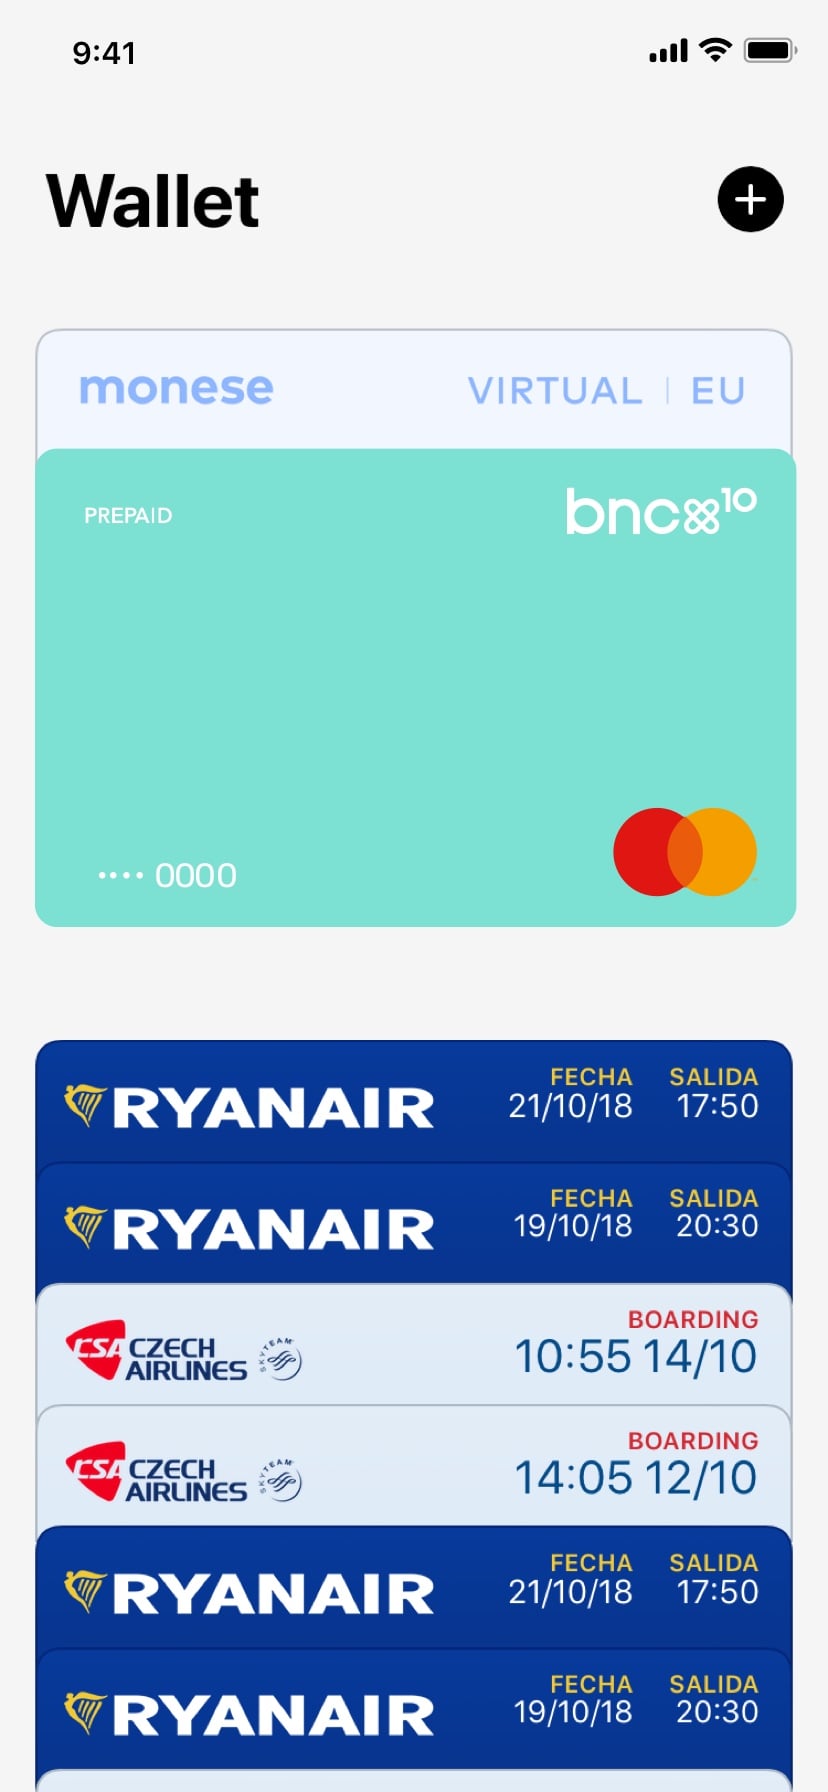 9:41
Wallet
monese VIRTUAL | EU
PREPAID bnc10
•••• 0000
RYANAIR FECHA SALIDA
21/10/18 17:50
RYANAIR FECHA SALIDA
19/10/18 20:30
CSA CZECH AIRLINES SKYTEAM BOARDING
10:55 14/10
CSA CZECH AIRLINES SKYTEAM BOARDING
14:05 12/10
RYANAIR FECHA SALIDA
21/10/18 17:50
RYANAIR FECHA SALIDA
19/10/18 20:30